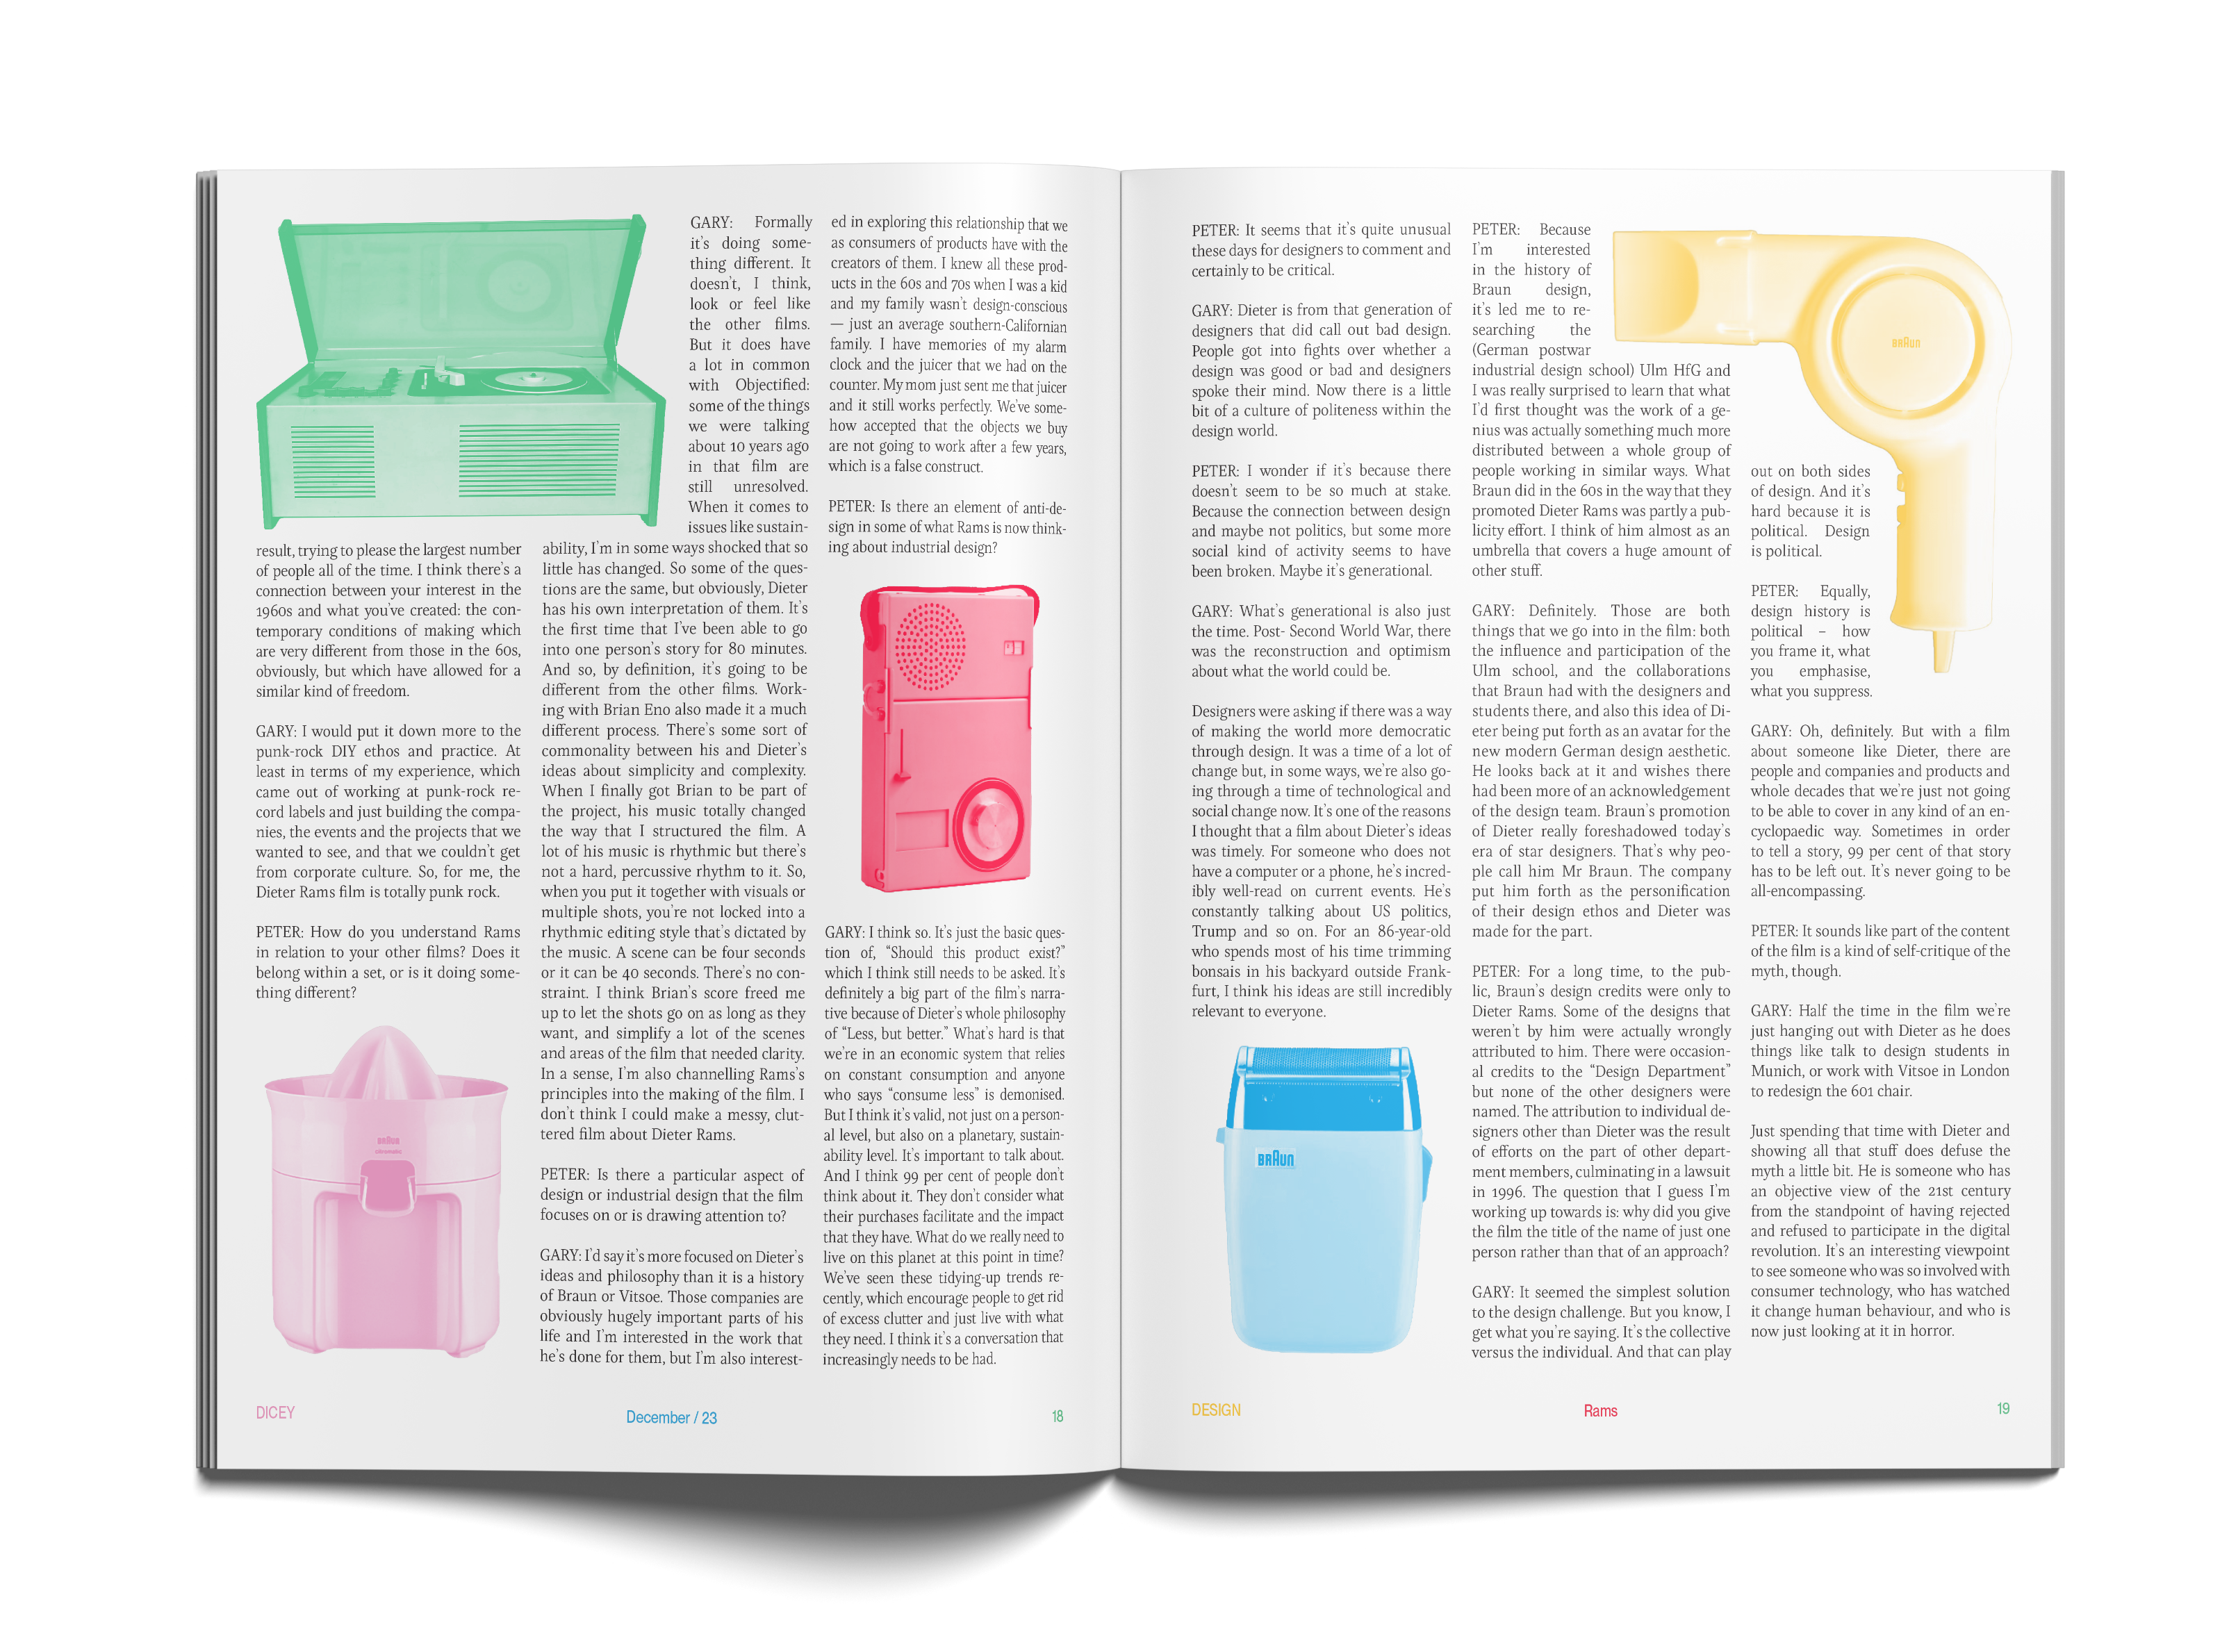 result, trying to please the largest number
of people all of the time. I think there's a
connection between your interest in the
1960s and what you've created: the con-
temporary conditions of making which
are very different from those in the 60s,
obviously, but which have allowed for a
similar kind of freedom.
GARY: I would put it down more to the
punk-rock DIY ethos and practice. At
least in terms of my experience, which
came out of working at punk-rock re-
cord labels and just building the compa-
nies, the events and the projects that we
wanted to see, and that we couldn't get
from corporate culture. So, for me, the
Dieter Rams film is totally punk rock.
PETER: How do you understand Rams
in relation to your other films? Does it
belong within a set, or is it doing some-
thing different?
BRAUN
GARY: Formally
it's doing some-
thing different. It
doesn't, I think,
look or feel like
the other films.
But it does have
a lot in common
with Objectified:
some of the things
we were talking
about 10 years ago
in that film are
still unresolved.
When it comes to
issues like sustain-
ability, I'm in some ways shocked that so
little has changed. So some of the ques-
tions are the same, but obviously, Dieter
has his own interpretation of them. It's
the first time that I've been able to go
into one person's story for 80 minutes.
And so, by definition, it's going to be
different from the other films. Work-
ing with Brian Eno also made it a much
different process. There's some sort of
commonality between his and Dieter's
ideas about simplicity and complexity.
When I finally got Brian to be part of
the project, his music totally changed
the way that I structured the film. A
lot of his music is rhythmic but there's
not a hard, percussive rhythm to it. So,
when you put it together with visuals or
multiple shots, you're not locked into a
rhythmic editing style that's dictated by
the music. A scene can be four seconds
or it can be 40 seconds. There's no con-
straint. I think Brian's score freed me
up to let the shots go on as long as they
want, and simplify a lot of the scenes
and areas of the film that needed clarity.
In a sense, I'm also channelling Rams's
principles into the making of the film. I
don't think I could make a messy, clut-
tered film about Dieter Rams.
PETER: Is there a particular aspect of
design or industrial design that the film
focuses on or is drawing attention to?
GARY: I'd say it's more focused on Dieter's
ideas and philosophy than it is a history
of Braun or Vitsoe. Those companies are
obviously hugely important parts of his
life and I'm interested in the work that
he's done for them, but I'm also interest-
ed in exploring this relationship that we
as consumers of products have with the
creators of them. I knew all these prod-
ucts in the 60s and 70s when I was a kid
and my family wasn't design-conscious
— just an average southern-Californian
family. I have memories of my alarm
clock and the juicer that we had on the
counter. My mom just sent me that juicer
and it still works perfectly. We've some-
how accepted that the objects we buy
are not going to work after a few years,
which is a false construct.
PETER: Is there an element of anti-de-
sign in some of what Rams is now think-
ing about industrial design?
GARY: I think so. It's just the basic ques-
tion of, “Should this product exist?”
which I think still needs to be asked. It's
definitely a big part of the film's narra-
tive because of Dieter's whole philosophy
of “Less, but better.” What's hard is that
we're in an economic system that relies
on constant consumption and anyone
who says “consume less” is demonised.
But I think it's valid, not just on a person-
al level, but also on a planetary, sustain-
ability level. It's important to talk about.
And I think 99 per cent of people don't
think about it. They don't consider what
their purchases facilitate and the impact
that they have. What do we really need to
live on this planet at this point in time?
We've seen these tidying-up trends re-
cently, which encourage people to get rid
of excess clutter and just live with what
they need. I think it's a conversation that
increasingly needs to be had.
DICEY
December / 23
18
PETER: It seems that it's quite unusual
these days for designers to comment and
certainly to be critical.
GARY: Dieter is from that generation of
designers that did call out bad design.
People got into fights over whether a
design was good or bad and designers
spoke their mind. Now there is a little
bit of a culture of politeness within the
design world.
PETER: I wonder if it's because there
doesn't seem to be so much at stake.
Because the connection between design
and maybe not politics, but some more
social kind of activity seems to have
been broken. Maybe it's generational.
GARY: What's generational is also just
the time. Post- Second World War, there
was the reconstruction and optimism
about what the world could be.
Designers were asking if there was a way
of making the world more democratic
through design. It was a time of a lot of
change but, in some ways, we're also go-
ing through a time of technological and
social change now. It's one of the reasons
I thought that a film about Dieter's ideas
was timely. For someone who does not
have a computer or a phone, he's incred-
ibly well-read on current events. He's
constantly talking about US politics,
Trump and so on. For an 86-year-old
who spends most of his time trimming
bonsais in his backyard outside Frank-
furt, I think his ideas are still incredibly
relevant to everyone.
BRAUN
PETER: Because
I'm interested
in the history of
Braun design,
it's led me to re-
searching the
(German postwar
industrial design school) Ulm HfG and
I was really surprised to learn that what
I'd first thought was the work of a ge-
nius was actually something much more
distributed between a whole group of
people working in similar ways. What
Braun did in the 60s in the way that they
promoted Dieter Rams was partly a pub-
licity effort. I think of him almost as an
umbrella that covers a huge amount of
other stuff.
GARY: Definitely. Those are both
things that we go into in the film: both
the influence and participation of the
Ulm school, and the collaborations
that Braun had with the designers and
students there, and also this idea of Di-
eter being put forth as an avatar for the
new modern German design aesthetic.
He looks back at it and wishes there
had been more of an acknowledgement
of the design team. Braun's promotion
of Dieter really foreshadowed today's
era of star designers. That's why peo-
ple call him Mr Braun. The company
put him forth as the personification
of their design ethos and Dieter was
made for the part.
PETER: For a long time, to the pub-
lic, Braun's design credits were only to
Dieter Rams. Some of the designs that
weren't by him were actually wrongly
attributed to him. There were occasion-
al credits to the “Design Department”
but none of the other designers were
named. The attribution to individual de-
signers other than Dieter was the result
of efforts on the part of other depart-
ment members, culminating in a lawsuit
in 1996. The question that I guess I'm
working up towards is: why did you give
the film the title of the name of just one
person rather than that of an approach?
GARY: It seemed the simplest solution
to the design challenge. But you know, I
get what you're saying. It's the collective
versus the individual. And that can play
BRAUN
out on both sides
of design. And it's
hard because it is
political. Design
is political.
PETER: Equally,
design history is
political – how
you frame it, what
you emphasise,
what you suppress.
GARY: Oh, definitely. But with a film
about someone like Dieter, there are
people and companies and products and
whole decades that we're just not going
to be able to cover in any kind of an en-
cyclopaedic way. Sometimes in order
to tell a story, 99 per cent of that story
has to be left out. It's never going to be
all-encompassing.
PETER: It sounds like part of the content
of the film is a kind of self-critique of the
myth, though.
GARY: Half the time in the film we're
just hanging out with Dieter as he does
things like talk to design students in
Munich, or work with Vitsoe in London
to redesign the 601 chair.
Just spending that time with Dieter and
showing all that stuff does defuse the
myth a little bit. He is someone who has
an objective view of the 21st century
from the standpoint of having rejected
and refused to participate in the digital
revolution. It's an interesting viewpoint
to see someone who was so involved with
consumer technology, who has watched
it change human behaviour, and who is
now just looking at it in horror.
DESIGN
Rams
19